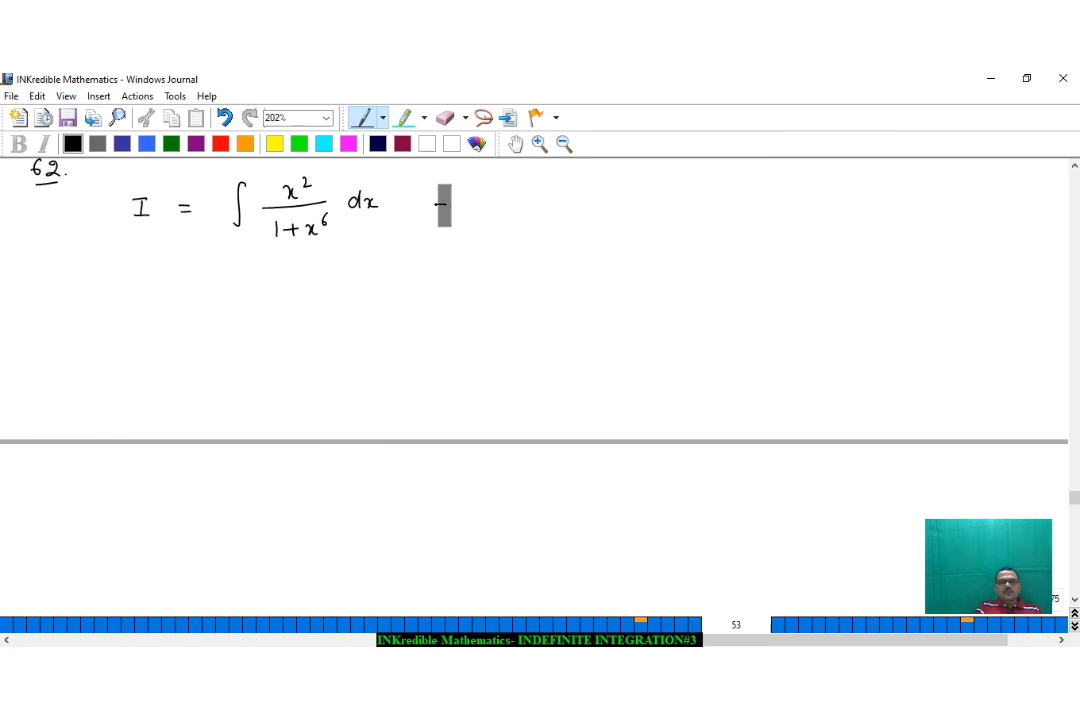 INKredible Mathematics - Windows Journal
File Edit View Insert Actions Tools Help
202%
B I
62.
I = ∫ x²/(1+x⁶) dx
75
53
INKredible Mathematics- INDEFINITE INTEGRATION#3